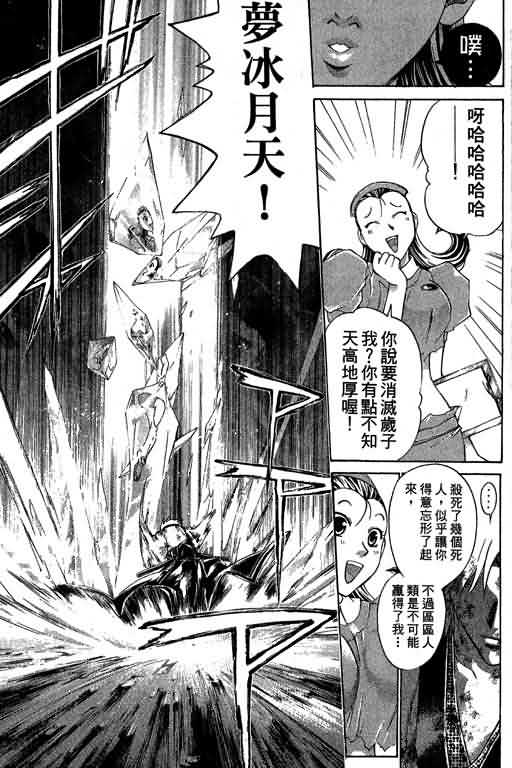 噗⋯
呀哈哈哈哈哈
——！
你說要消滅歲子
我？你有點不知
天高地厚喔！
⋯⋯
殺死了幾個死
人，似乎讓你
得意忘形了起
來，
不過區區人
類是不可能
贏得了我⋯
夢冰月天！